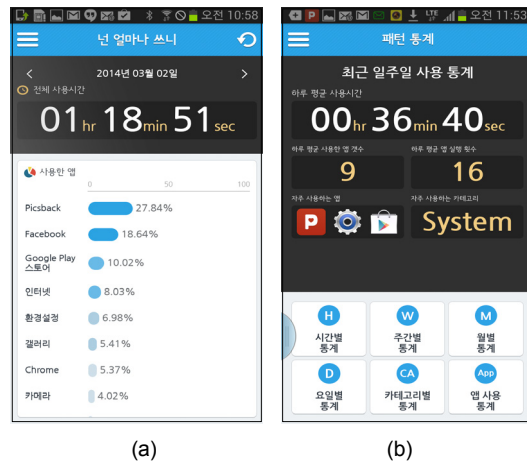 오전 10:58
넌 얼마나 쓰니
< 2014년 03월 02일 >
전체 사용시간
01 hr 18 min 51 sec
사용한 앱
0 50 100
Picsback 27.84%
Facebook 18.64%
Google Play 스토어 10.02%
인터넷 8.03%
환경설정 6.98%
갤러리 5.41%
Chrome 5.37%
카메라 4.02%
(a)
LTE 오전 11:53
패턴 통계
최근 일주일 사용 통계
하루 평균 사용시간
00 hr 36 min 40 sec
하루 평균 사용한 앱 갯수 하루 평균 앱 실행 횟수
9 16
자주 사용하는 앱 자주 사용하는 카테고리
P System
H W M
시간별 통계 주간별 통계 월별 통계
D CA App
요일별 통계 카테고리별 통계 앱 사용 통계
(b)